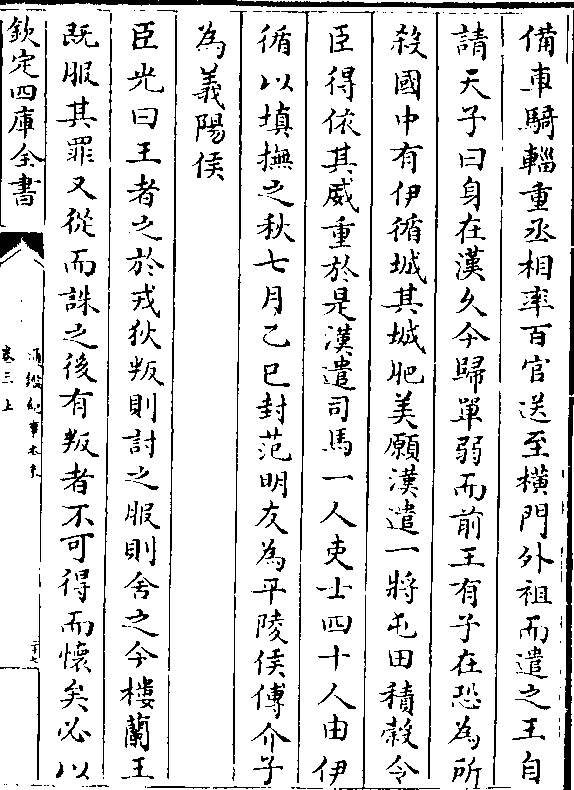 備車騎輜重丞相率百官送至橫門外祖而遣之王自
請天子曰身在漢久今歸單弱而前王有子在恐為所
殺國中有伊循城其城肥美願漢遣一將屯田積糓令
臣得依其威重於是漢遣司馬一人吏士四十人田伊
循以填撫之秋七月乙巳封范明友為平陵侯傅介子
為義陽侯
臣光曰王者之於戎狄叛則討之服則舍之今樓蘭王
既服其罪又從而誅之後有叛者不可得而懷矣必以
欽定四庫全書
通鑑紀事本末
卷三上
二十七